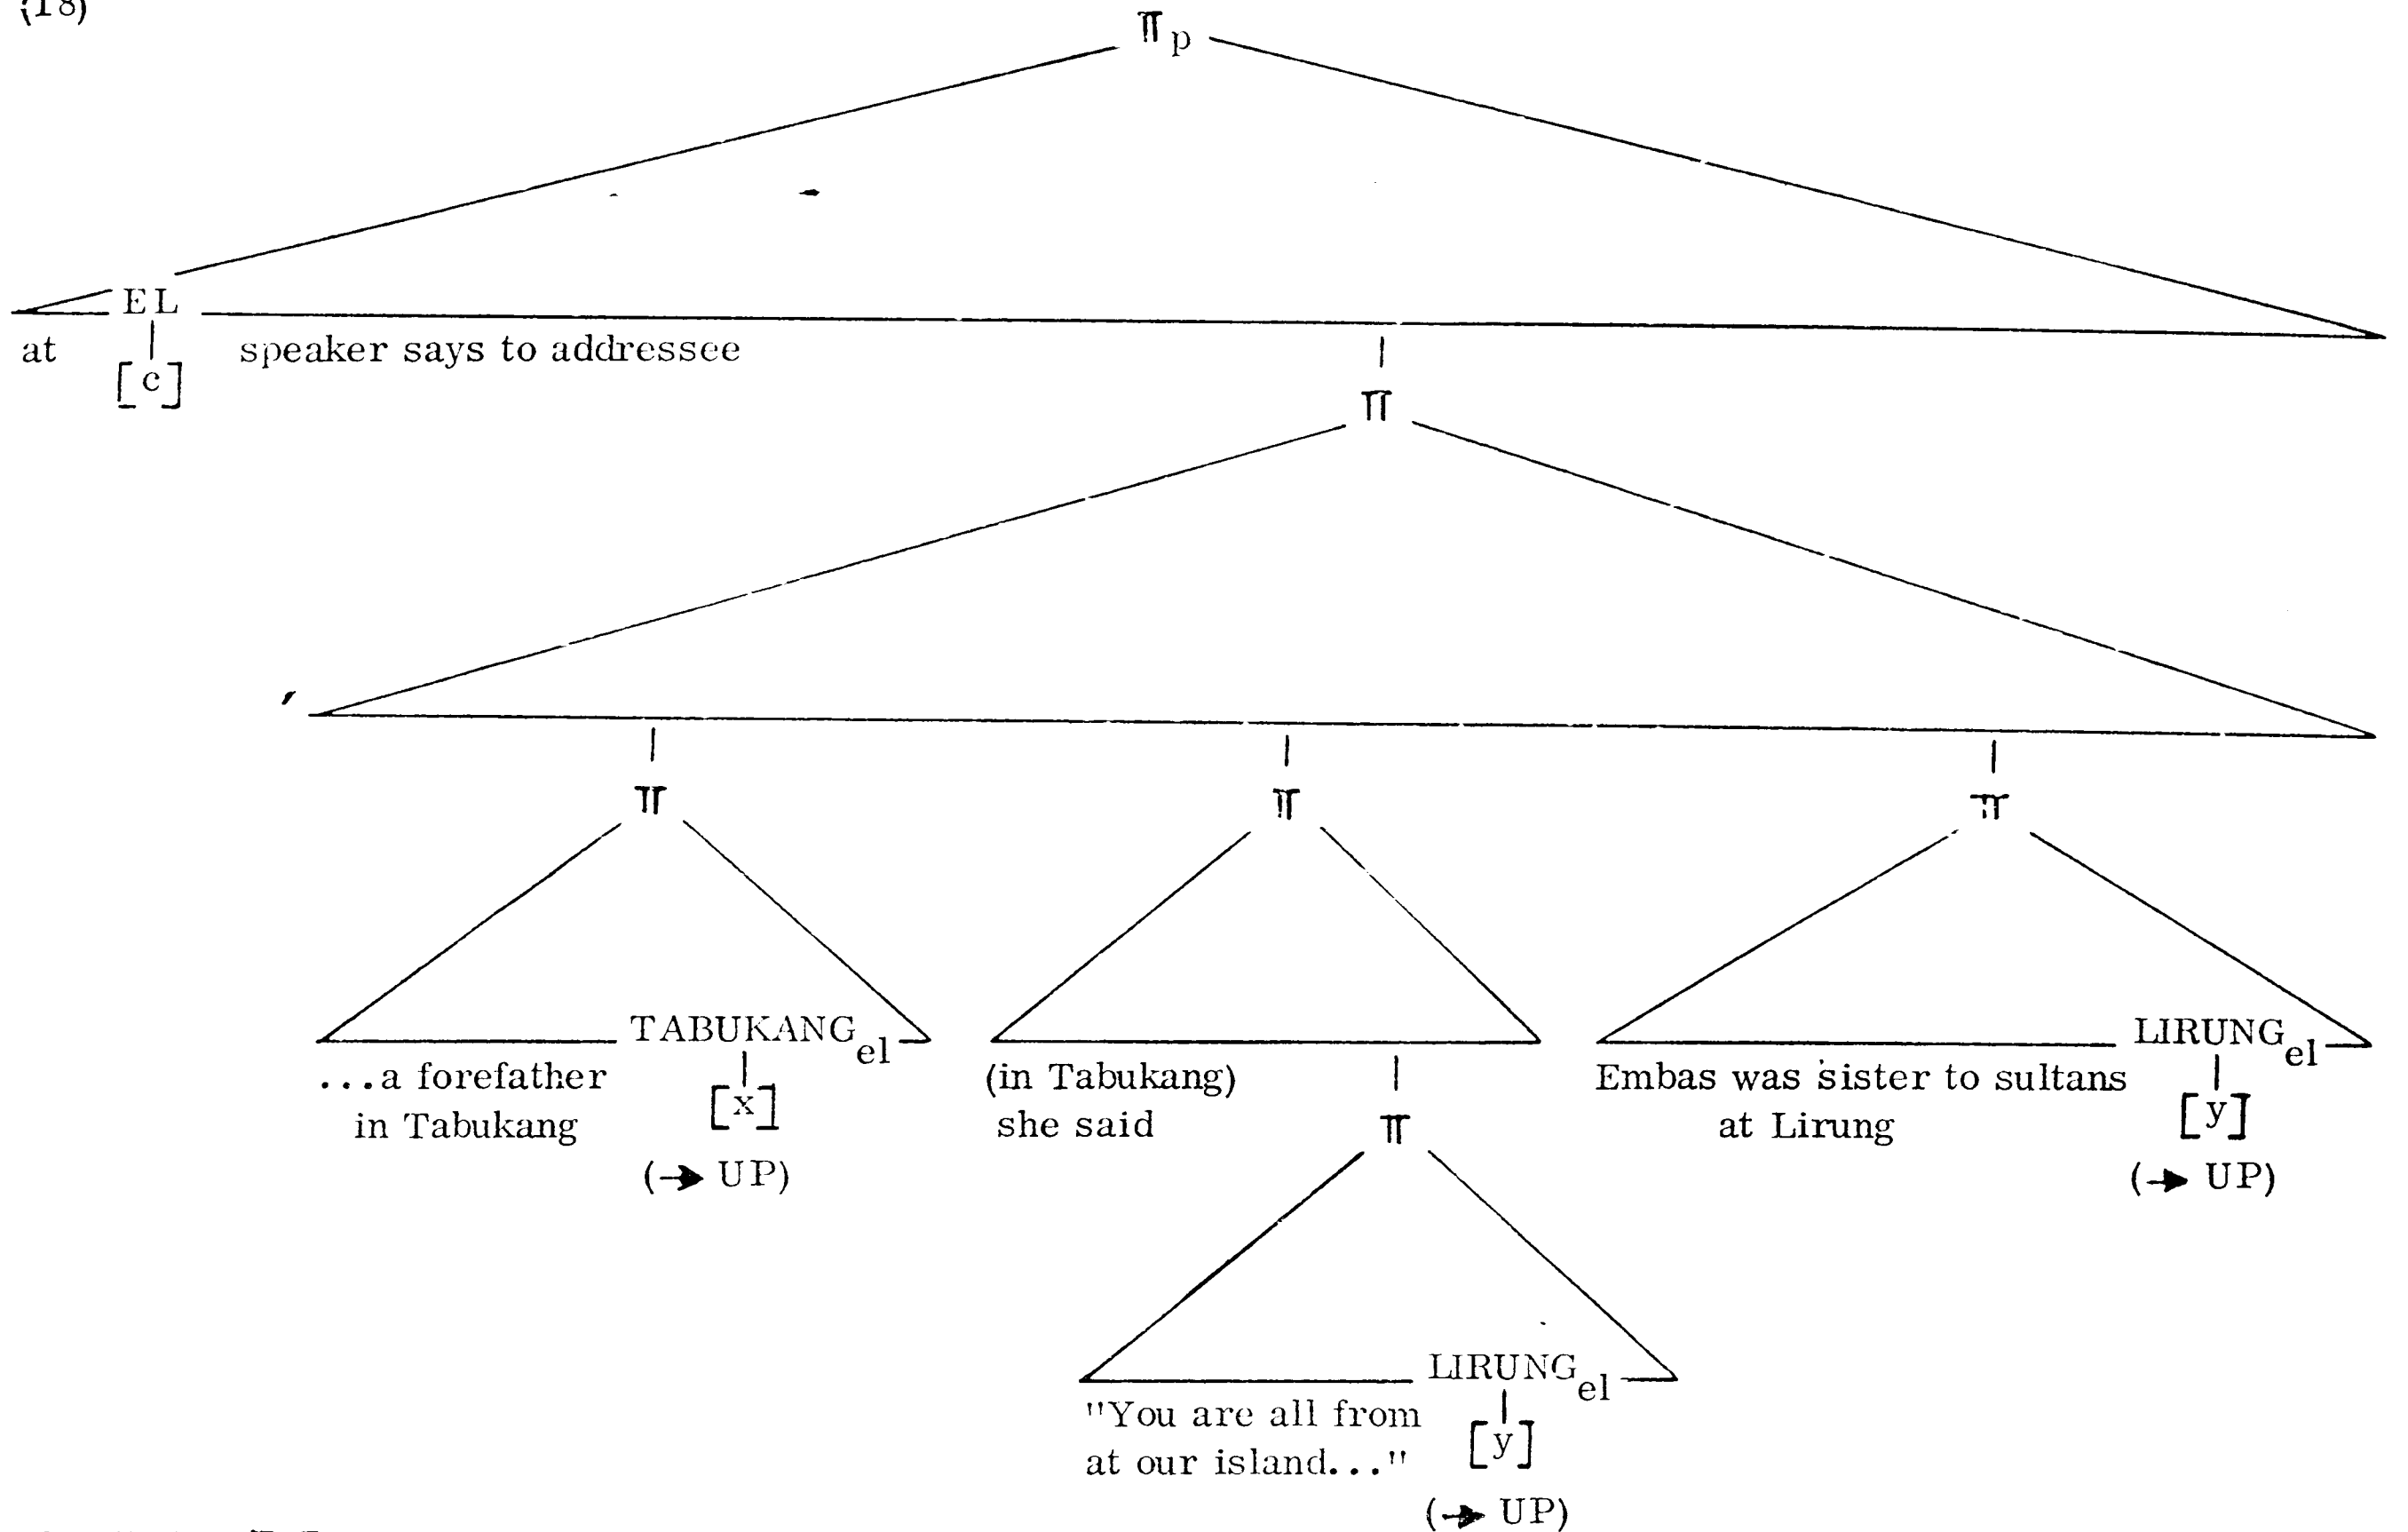 (18)
πp
EL
at [c] speaker says to addressee
π
π π π
TABUKANGel LIRUNGel
...a forefather (in Tabukang) Embas was sister to sultans
[x] [y]
in Tabukang she said at Lirung
π
(→ UP) (→ UP)
LIRUNGel
"You are all from
[y]
at our island..."
(→ UP)